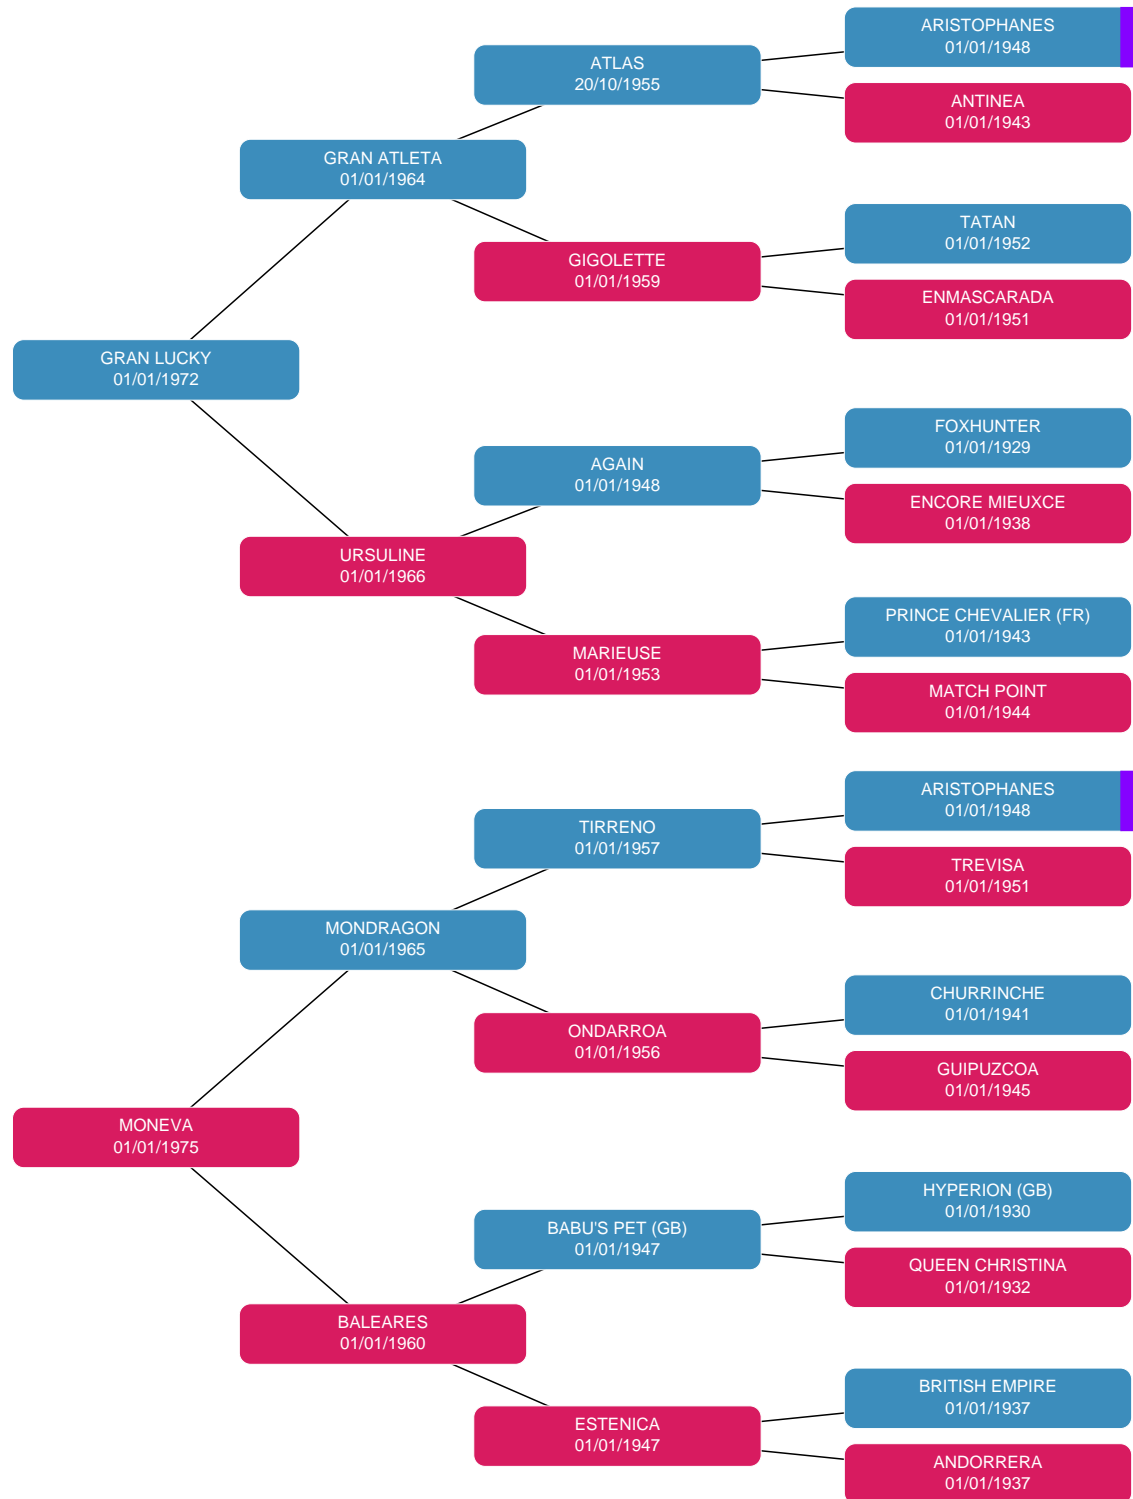 ARISTOPHANES
01/01/1948
ATLAS
20/10/1955
ANTINEA
01/01/1943
GRAN ATLETA
01/01/1964
TATAN
01/01/1952
GIGOLETTE
01/01/1959
ENMASCARADA
01/01/1951
GRAN LUCKY
01/01/1972
FOXHUNTER
01/01/1929
AGAIN
01/01/1948
ENCORE MIEUXCE
01/01/1938
URSULINE
01/01/1966
PRINCE CHEVALIER (FR)
01/01/1943
MARIEUSE
01/01/1953
MATCH POINT
01/01/1944
ARISTOPHANES
01/01/1948
TIRRENO
01/01/1957
TREVISA
01/01/1951
MONDRAGON
01/01/1965
CHURRINCHE
01/01/1941
ONDARROA
01/01/1956
GUIPUZCOA
01/01/1945
MONEVA
01/01/1975
HYPERION (GB)
01/01/1930
BABU'S PET (GB)
01/01/1947
QUEEN CHRISTINA
01/01/1932
BALEARES
01/01/1960
BRITISH EMPIRE
01/01/1937
ESTENICA
01/01/1947
ANDORRERA
01/01/1937